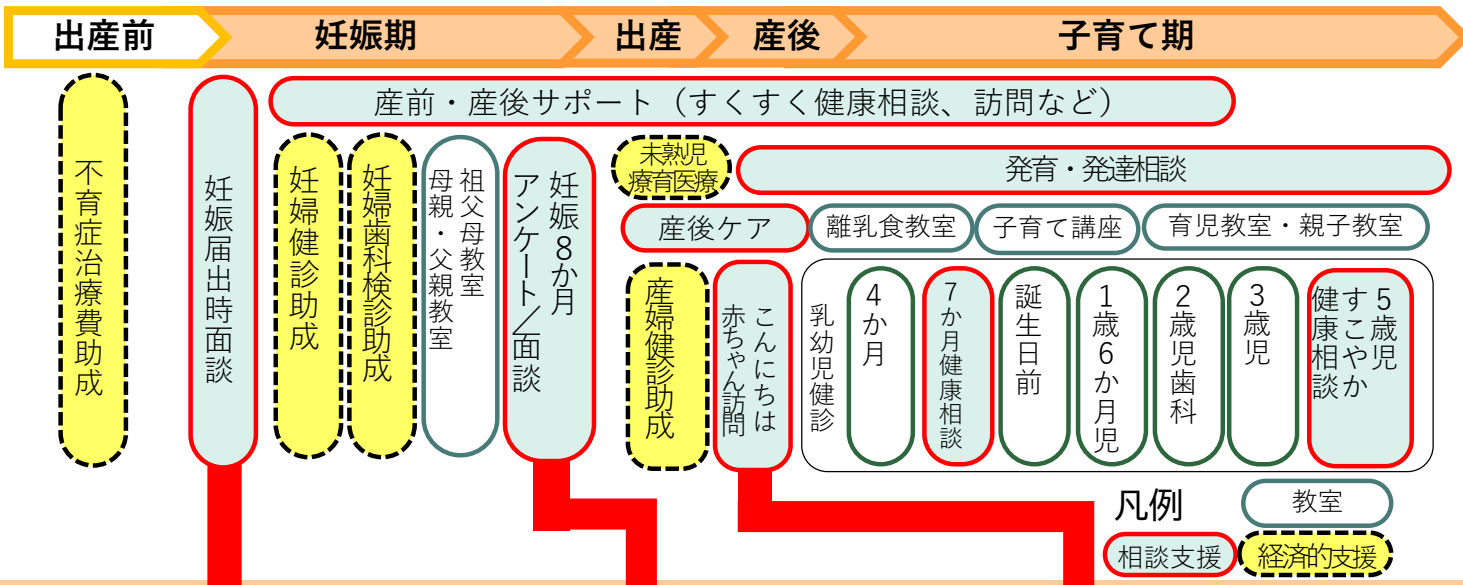 出産前
妊娠期
出産
産後
子育て期
産前・産後サポート（すくすく健康相談、訪問など）
不育症治療費助成
妊娠届出時面談
妊婦健診助成
妊婦歯科検診助成
祖父母教室
母親・父親教室
妊娠8か月
アンケート／面談
未熟児
療育医療
発育・発達相談
産後ケア
離乳食教室
子育て講座
育児教室・親子教室
産婦健診助成
こんにちは
赤ちゃん訪問
乳幼児健診
4か月
7か月健康相談
誕生日前
1歳6か月児
2歳児歯科
3歳児
5歳児
すこやか
健康相談
凡例
教室
相談支援
経済的支援